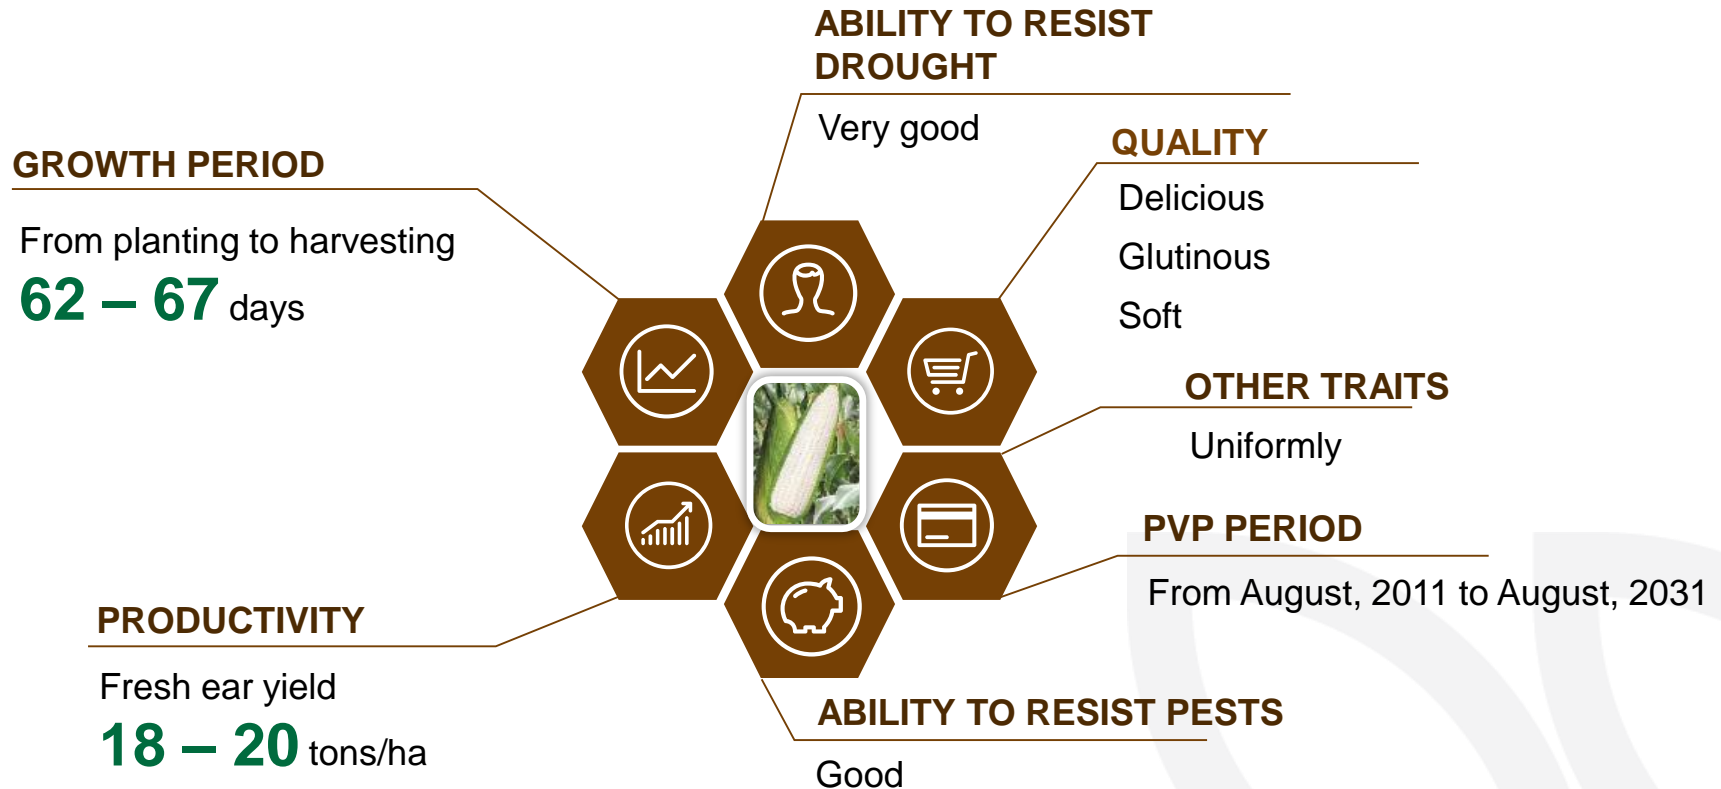 ABILITY TO RESIST
DROUGHT
Very good
GROWTH PERIOD
From planting to harvesting
62 – 67 days
QUALITY
Delicious
Glutinous
Soft
OTHER TRAITS
Uniformly
PVP PERIOD
From August, 2011 to August, 2031
PRODUCTIVITY
Fresh ear yield
18 – 20 tons/ha
ABILITY TO RESIST PESTS
Good